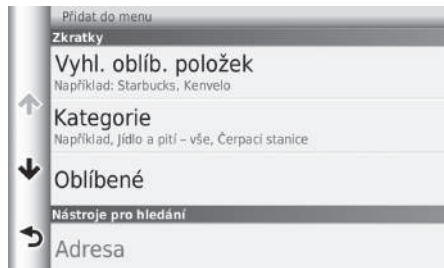 Přidat do menu
Zkratky
Vyhl. oblíb. položek
Například: Starbucks, Kenvelo
Kategorie
Například, Jídlo a pití – vše, Čerpací stanice
Oblíbené
Nástroje pro hledání
Adresa